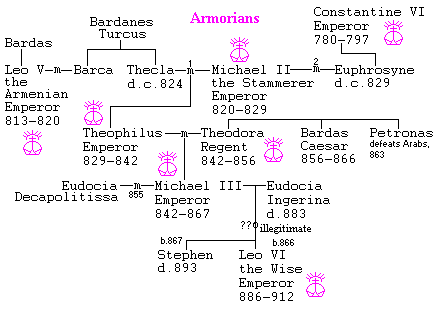 Armorians
Constantine VI
Emperor
780-797
Bardanes
Turcus
Bardas
1
2
Leo V-m-Barca Thecla-m-Michael II-m-Euphrosyne
the d.c.824 the Stammerer d.c.829
Armenian Emperor
Emperor 820-829
813-820
Theophilus-m-Theodora Bardas Petronas
Emperor Regent Caesar defeats Arabs,
829-842 842-856 856-866 863
Eudocia-m-Michael III Eudocia
Decapolitissa 855 Emperor Ingerina
842-867 d.883
?? illegitimate
b.867 b.866
Stephen Leo VI
d.893 the Wise
Emperor
886-912